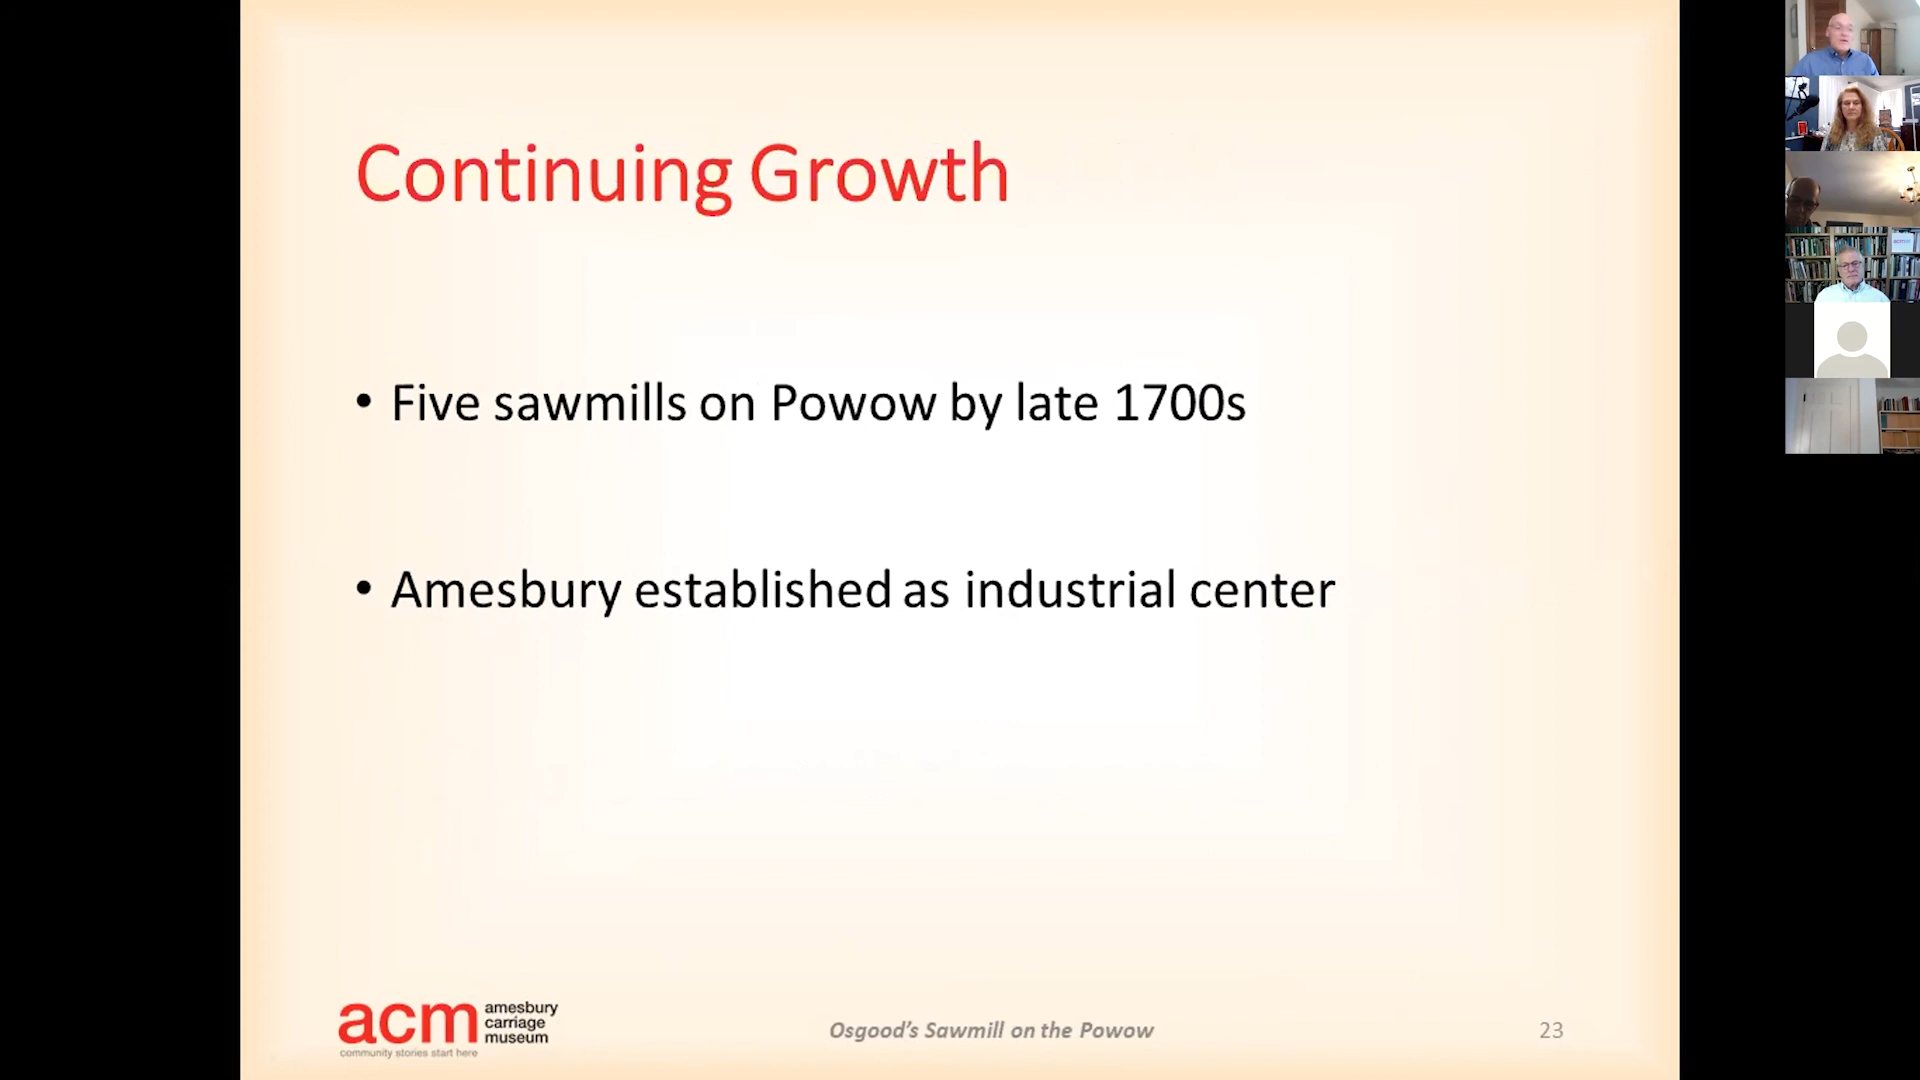 Continuing Growth
• Five sawmills on Powow by late 1700s
• Amesbury established as industrial center
acm
amesbury
carriage
museum
community stories start here
Osgood's Sawmill on the Powow
23